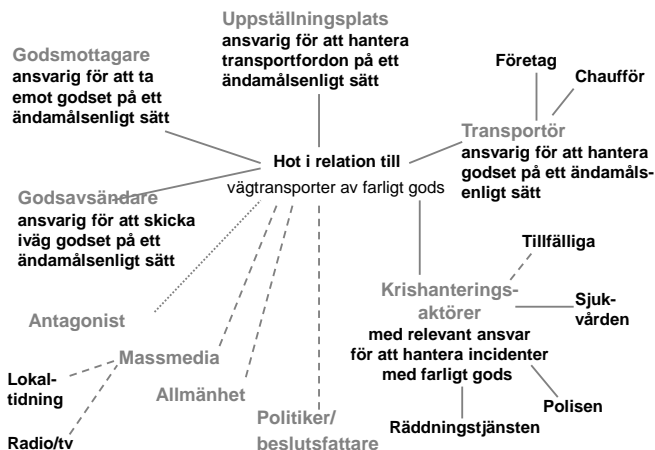 Uppställningsplats
ansvarig för att hantera
transportfordon på ett
ändamålsenligt sätt
Godsmottagare
ansvarig för att ta
emot godset på ett
ändamålsenligt sätt
Företag
Chaufför
Transportör
ansvarig för att hantera
godset på ett ändamåls-
enligt sätt
Hot i relation till
vägtransporter av farligt gods
Godsavsändare
ansvarig för att skicka
iväg godset på ett
ändamålsenligt sätt
Tillfälliga
Krishanterings-
aktörer
med relevant ansvar
för att hantera incidenter
med farligt gods
Sjuk-
vården
Polisen
Räddningstjänsten
Antagonist
Massmedia
Lokal-
tidning
Radio/tv
Allmänhet
Politiker/
beslutsfattare